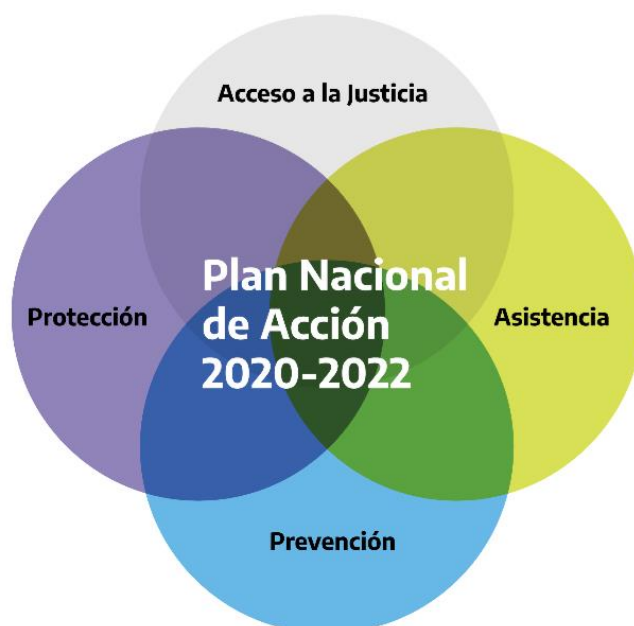 Acceso a la Justicia
Plan Nacional
de Acción
2020-2022
Protección
Asistencia
Prevención